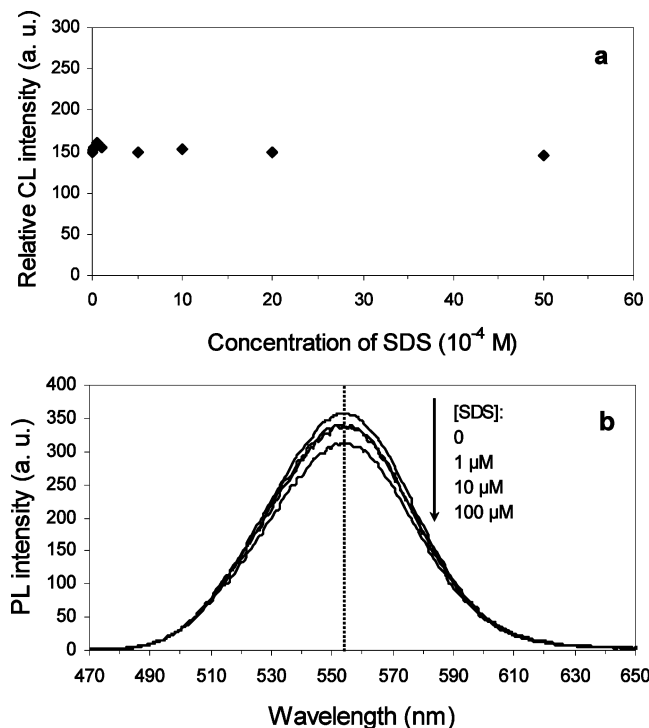 a
Relative CL intensity (a. u.)
300
250
200
150
100
50
0
0 10 20 30 40 50 60
Concentration of SDS (10⁻⁴ M)
b
PL intensity (a. u.)
400
350
300
250
200
150
100
50
0
[SDS]:
0
1 µM
10 µM
100 µM
470 490 510 530 550 570 590 610 630 650
Wavelength (nm)